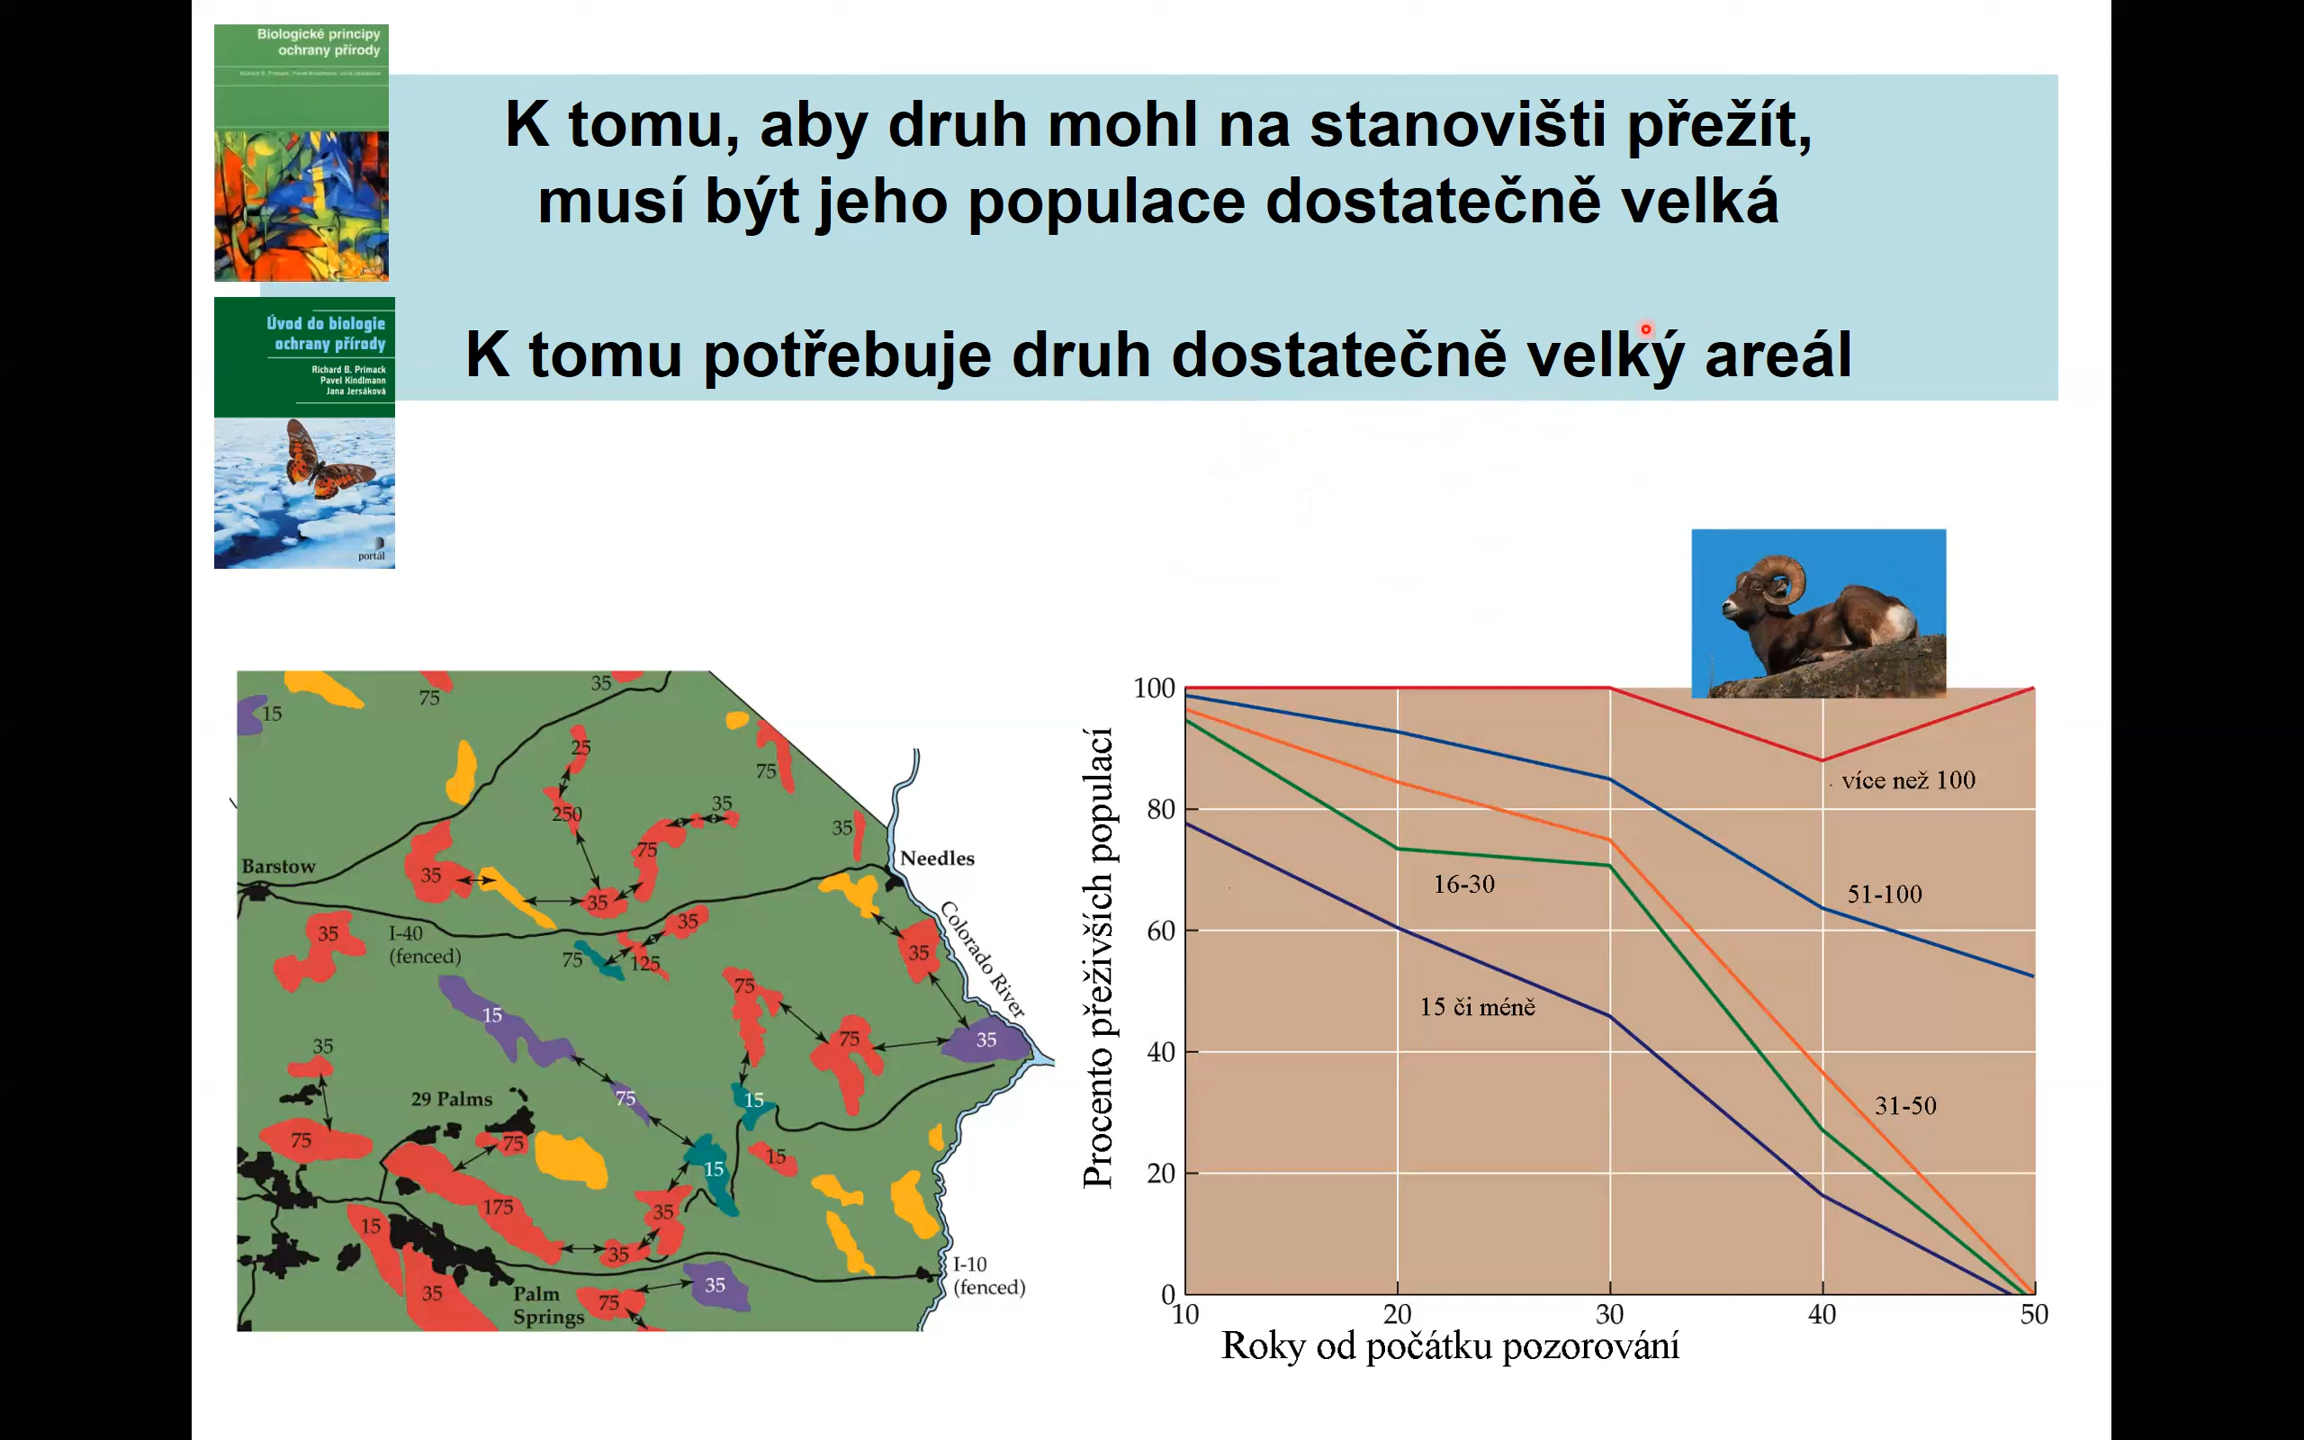 Biologické principy
ochrany přírody
K tomu, aby druh mohl na stanovišti přežít,
musí být jeho populace dostatečně velká
K tomu potřebuje druh dostatečně velký areál
Úvod do biologie
ochrany přírody
Richard B. Primack
Pavel Kindlmann
Jana Jersáková
portál
35
75
15
25
75
250
35
35
75
Barstow
35
Needles
35
I-40
(fenced)
35
35
75
125
35
Colorado River
75
15
75
35
35
75
15
29 Palms
75
75
15
15
175
35
15
35
I-10
(fenced)
35
35
Palm
Springs
75
100
80
60
40
20
0
10
20
30
40
50
Procento přeživších populací
Roky od počátku pozorování
více než 100
16-30
51-100
15 či méně
31-50